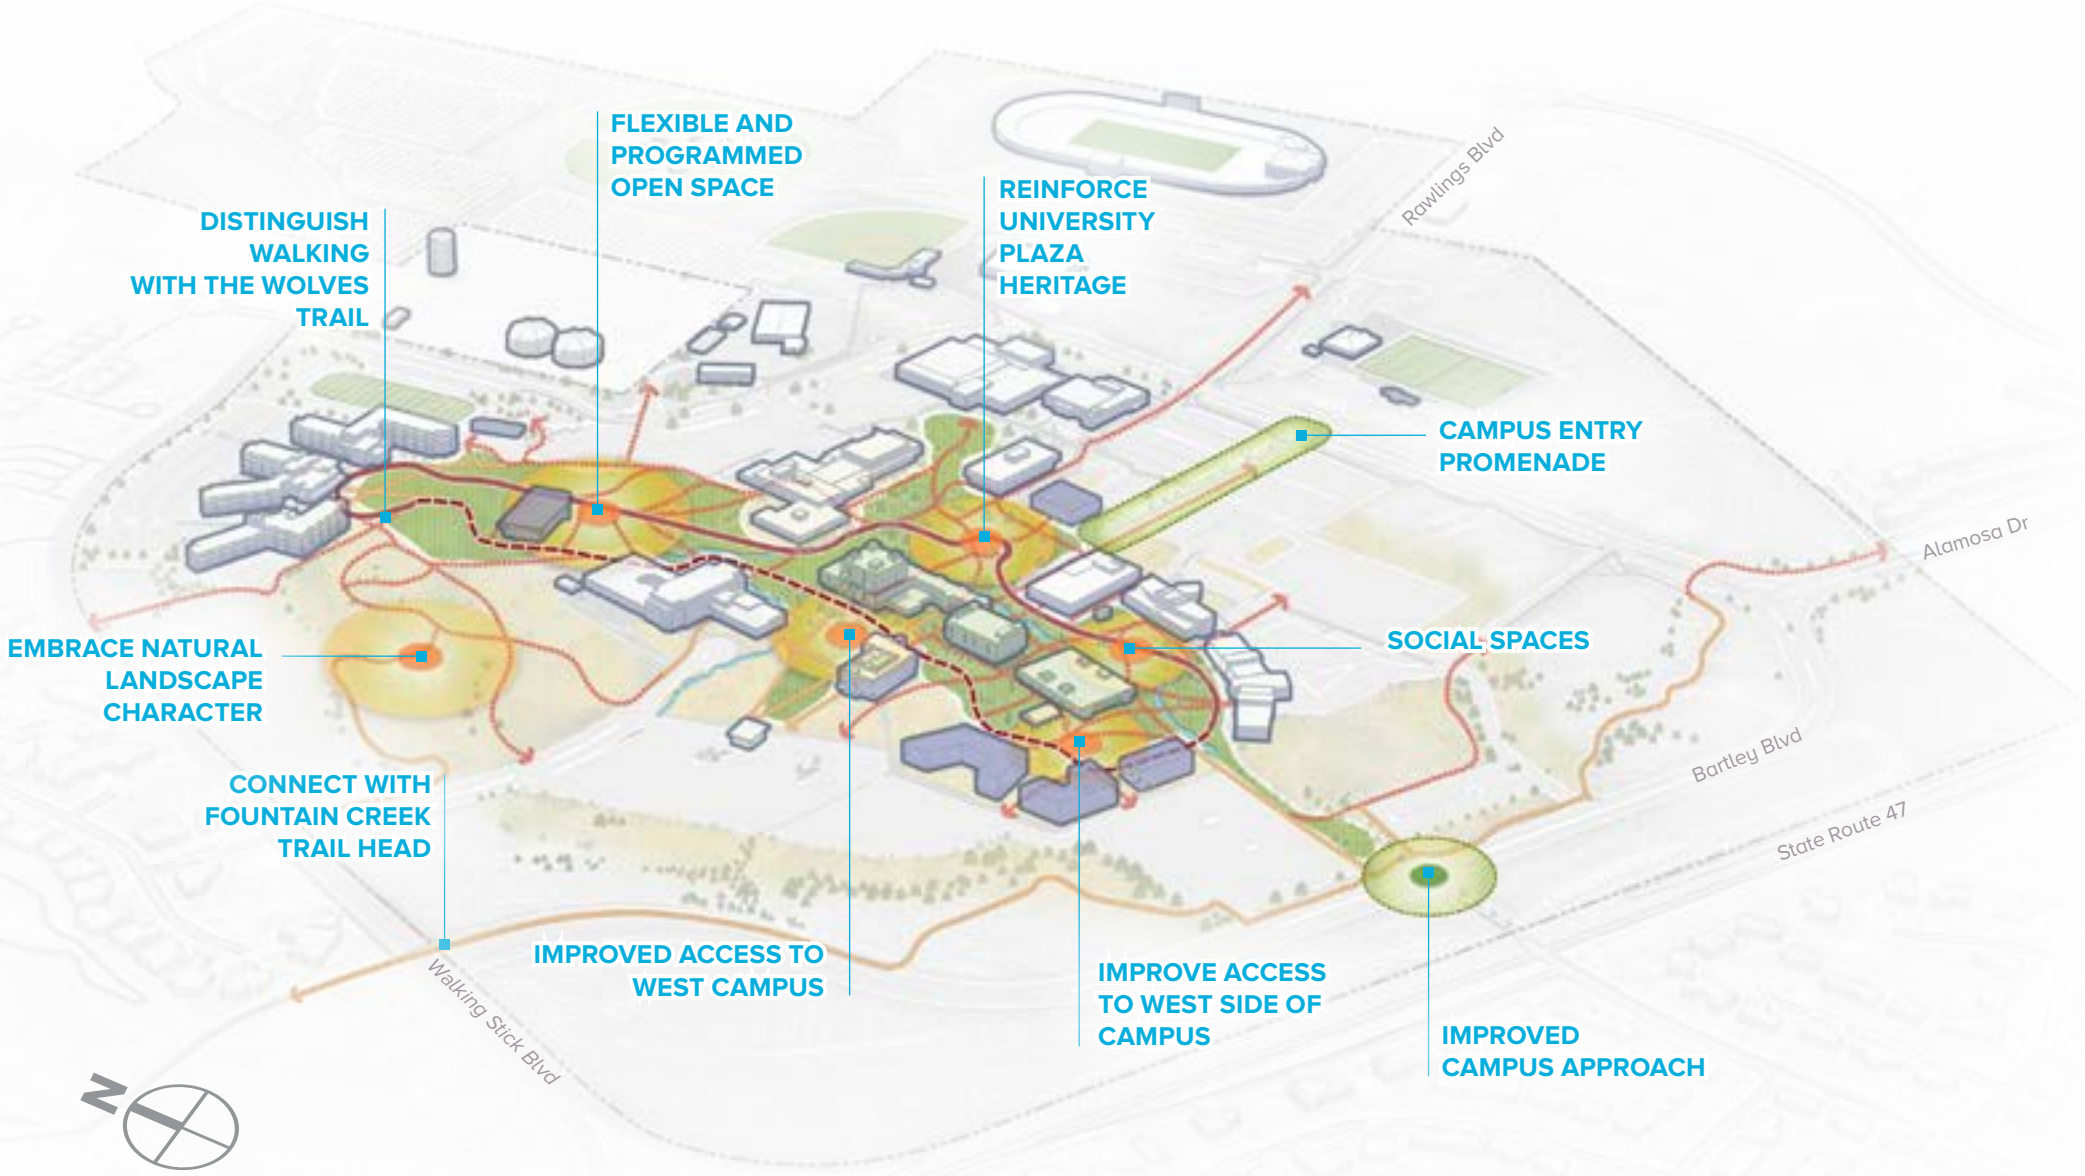 FLEXIBLE AND
PROGRAMMED
OPEN SPACE
DISTINGUISH
WALKING
WITH THE WOLVES
TRAIL
REINFORCE
UNIVERSITY
PLAZA
HERITAGE
Rawlings Blvd
CAMPUS ENTRY
PROMENADE
Alamosa Dr
EMBRACE NATURAL
LANDSCAPE
CHARACTER
SOCIAL SPACES
Bartley Blvd
State Route 47
CONNECT WITH
FOUNTAIN CREEK
TRAIL HEAD
IMPROVED ACCESS TO
WEST CAMPUS
IMPROVE ACCESS
TO WEST SIDE OF
CAMPUS
IMPROVED
CAMPUS APPROACH
Walking Stick Blvd
N